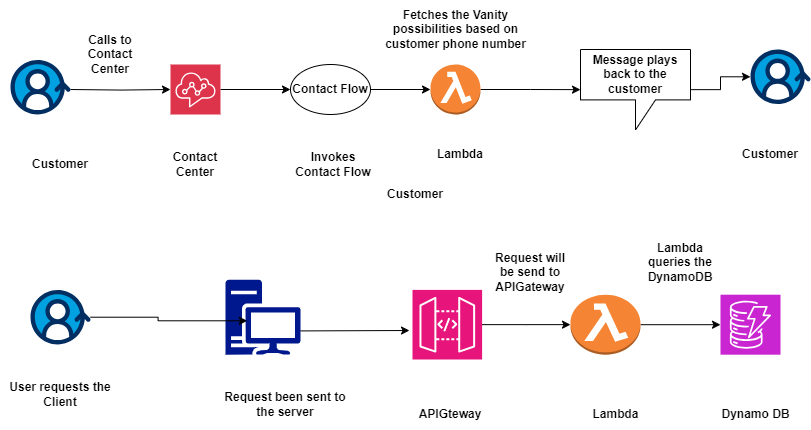 Calls to
Contact
Center
Fetches the Vanity
possibilities based on
customer phone number
Contact Flow
Message plays
back to the
customer
Customer
Contact
Center
Invokes
Contact Flow
Lambda
Customer
Customer
Request will
be send to
APIGateway
Lambda
queries the
DynamoDB
User requests the
Client
Request been sent to
the server
APIGteway
Lambda
Dynamo DB